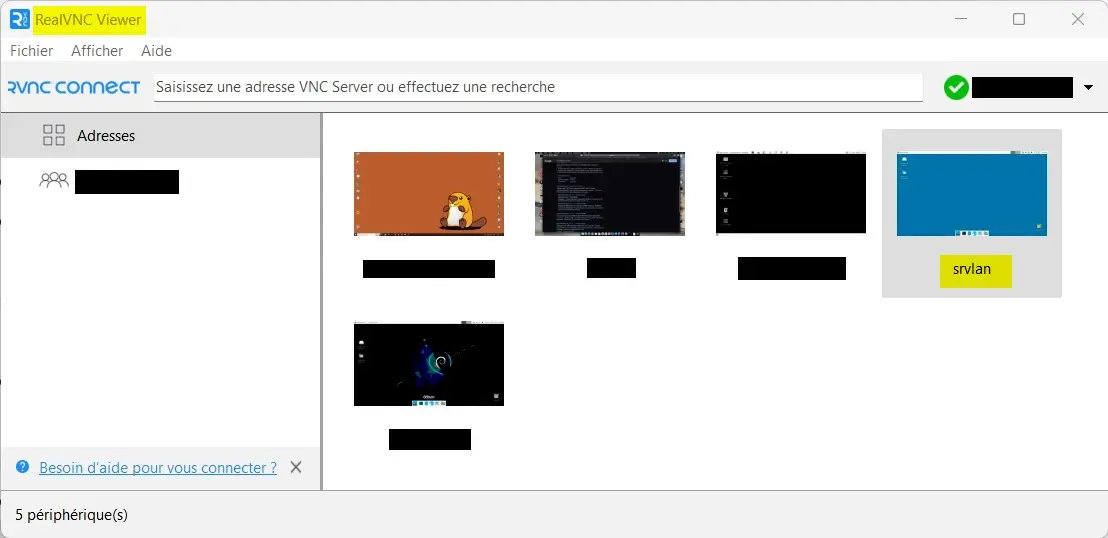 RealVNC Viewer
Fichier Afficher Aide
RVNC CONNECT
Saisissez une adresse VNC Server ou effectuez une recherche
Adresses
srvlan
Besoin d'aide pour vous connecter ?
5 périphérique(s)